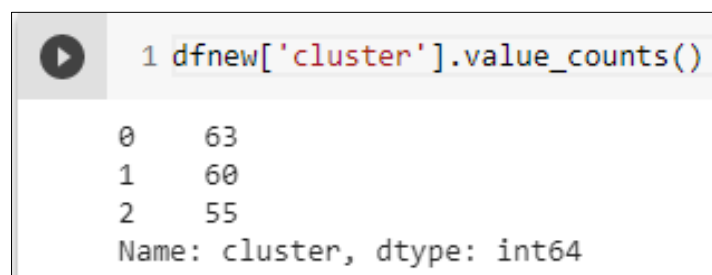 1 dfnew['cluster'].value_counts()
0    63
1    60
2    55
Name: cluster, dtype: int64